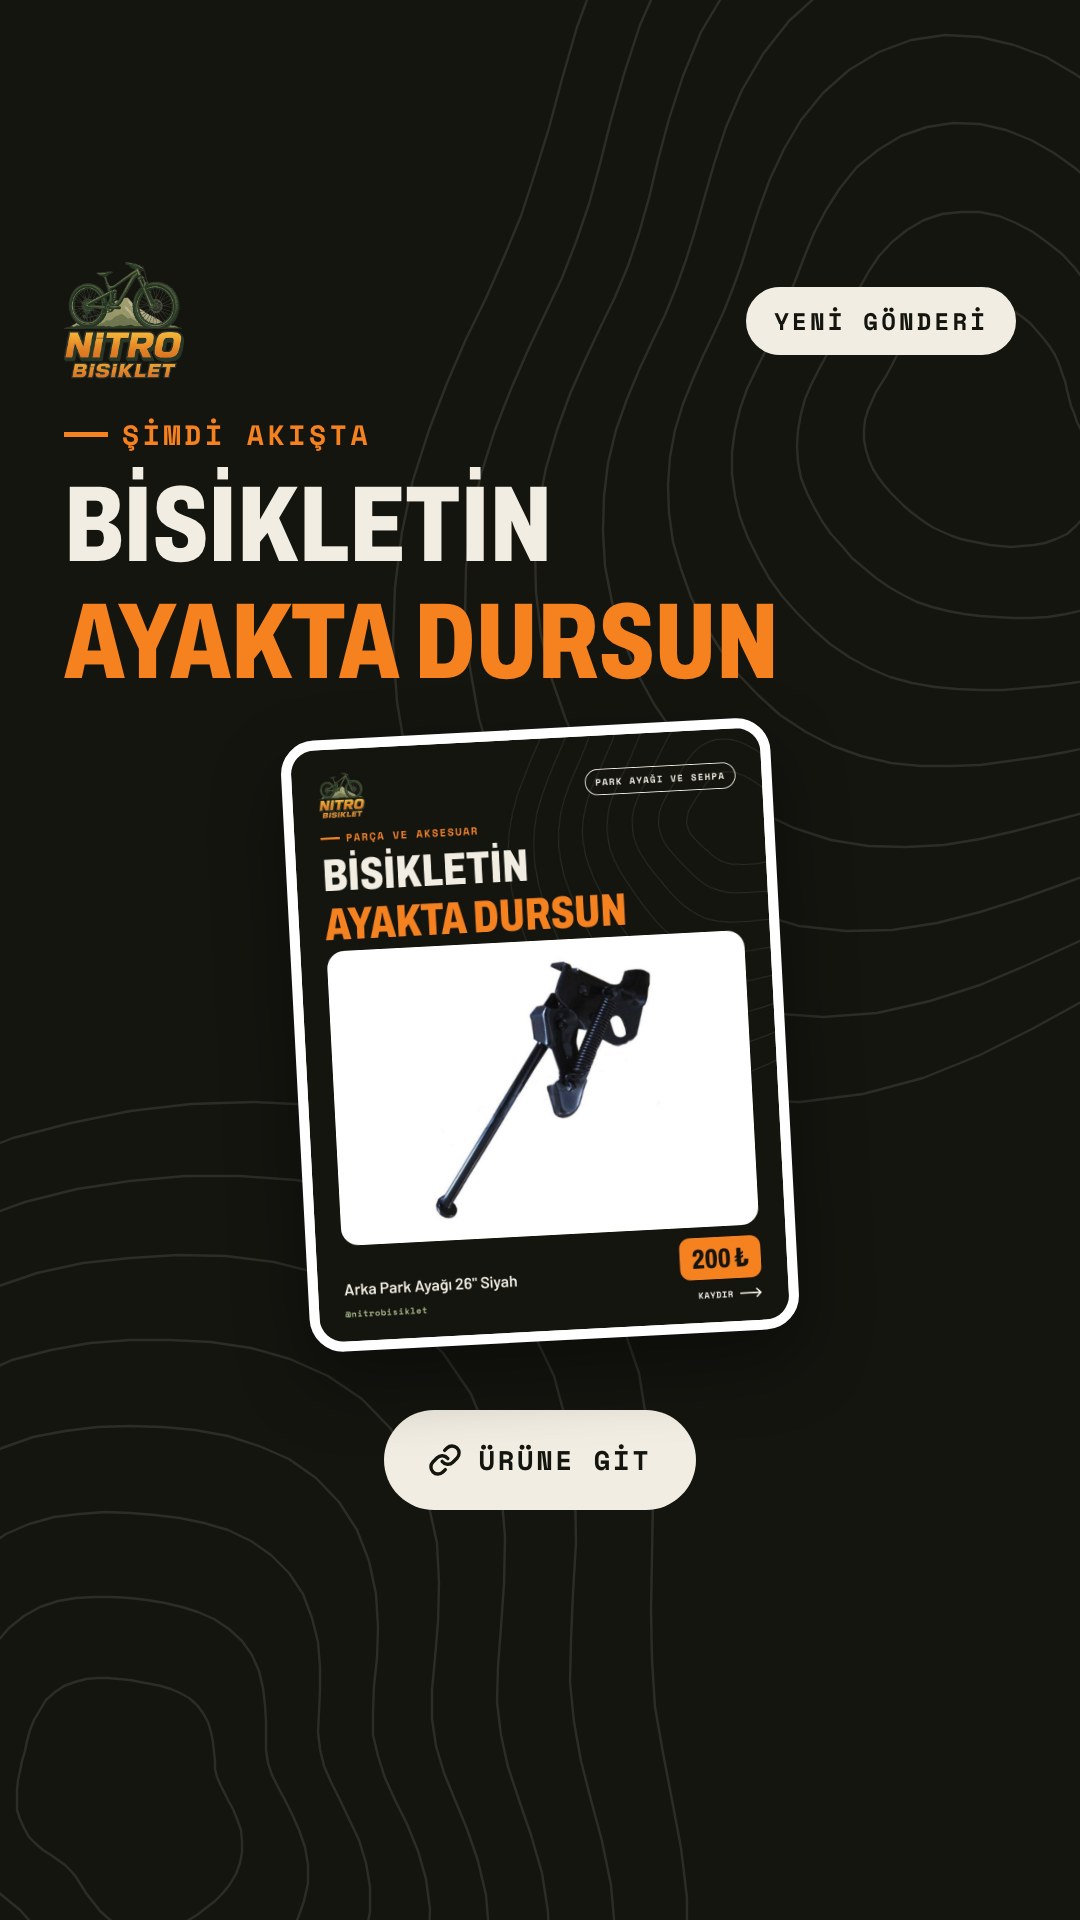 NiTRO
BiSiKLET
YENİ GÖNDERİ
ŞİMDİ AKIŞTA
BİSİKLETİN
AYAKTA DURSUN
NiTRO
BiSiKLET
PARK AYAĞI VE SEHPA
PARÇA VE AKSESUAR
BİSİKLETİN
AYAKTA DURSUN
Arka Park Ayağı 26" Siyah
200 ₺
@nitrobisiklet
KAYDIR →
ÜRÜNE GİT